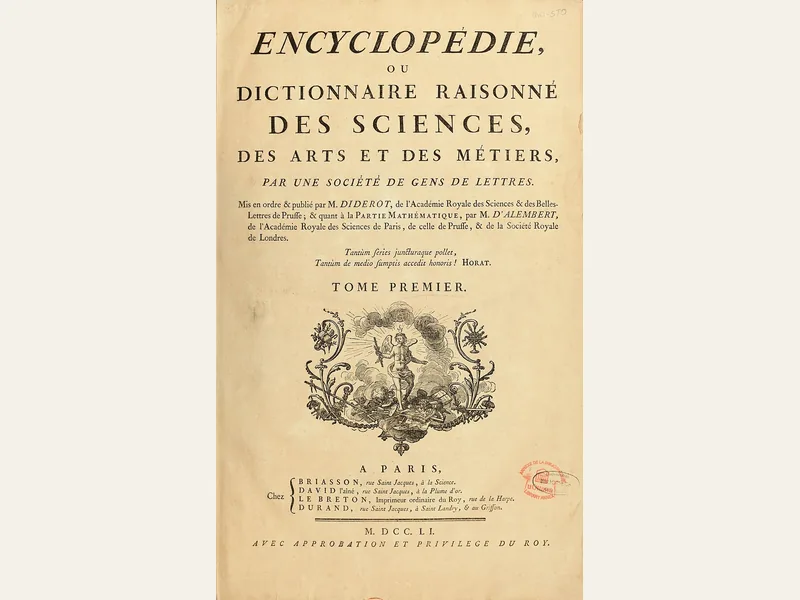 ENCYCLOPÉDIE,
OU
DICTIONNAIRE RAISONNÉ
DES SCIENCES,
DES ARTS ET DES MÉTIERS,
PAR UNE SOCIÉTÉ DE GENS DE LETTRES.
Mis en ordre & publié par M. DIDEROT, de l'Académie Royale des Sciences & des Belles-
Lettres de Prusse; & quant à la PARTIE MATHÉMATIQUE, par M. D'ALEMBERT,
de l'Académie Royale des Sciences de Paris, de celle de Prusse, & de la Société Royale
de Londres.
Tantùm series juncturaque pollet,
Tantùm de medio sumptis accedit honoris! HORAT.
TOME PREMIER.
A PARIS,
Chez
BRIASSON, rue Saint Jacques, à la Science.
DAVID l'aîné, rue Saint Jacques, à la Plume d'or.
LE BRETON, Imprimeur ordinaire du Roy, rue de la Harpe.
DURAND, rue Saint Jacques, à Saint Landry, & au Griffon.
M. DCC. LI.
AVEC APPROBATION ET PRIVILEGE DU ROY.